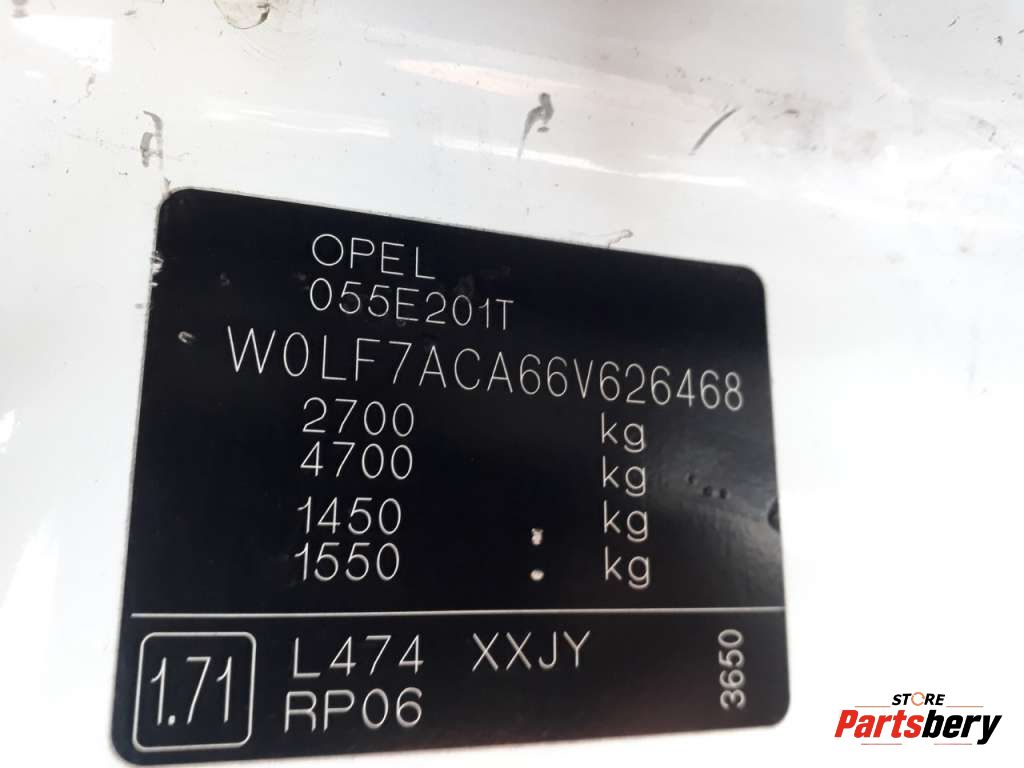 OPEL
055E201T
W0LF7ACA66V626468
2700 kg
4700 kg
1450 kg
1550 kg
1.71 L474 XXJY
RP06
3650
STORE
Partsbery